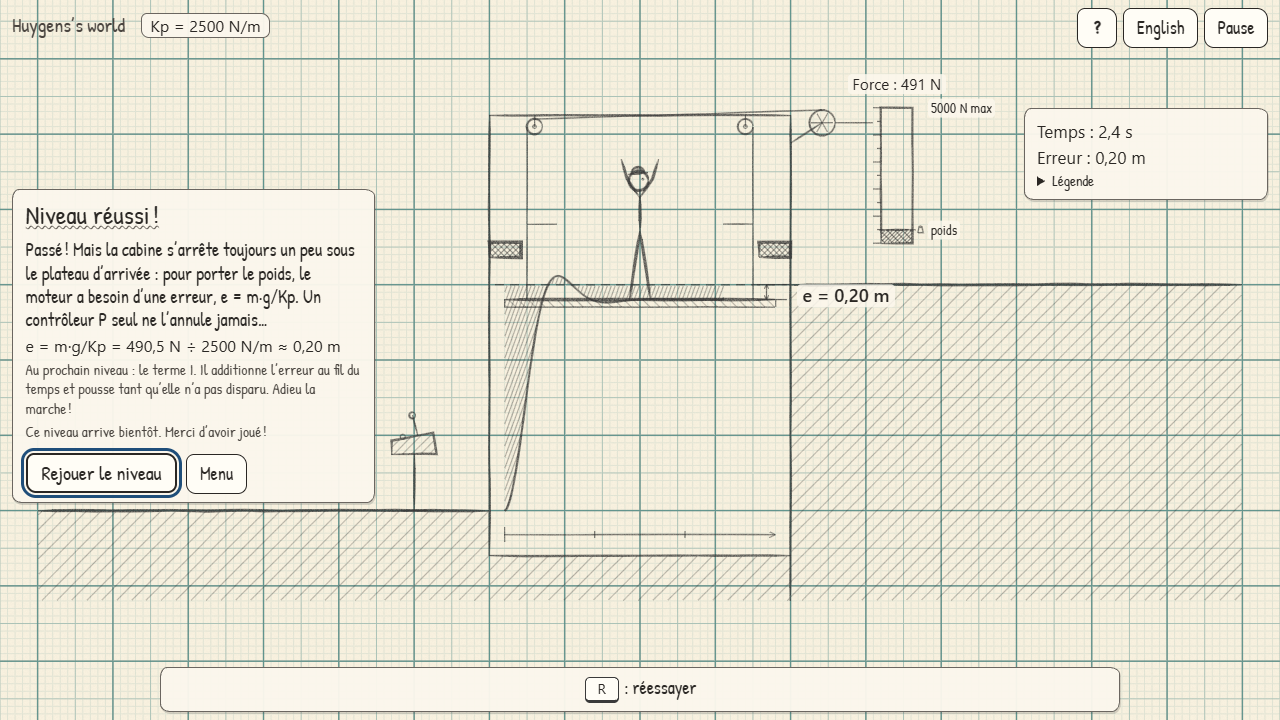 Huygens's world
Kp = 2500 N/m
?
English
Pause
Force : 491 N
5000 N max
poids
Temps : 2,4 s
Erreur : 0,20 m
▶ Légende
Niveau réussi !
Passé ! Mais la cabine s'arrête toujours un peu sous
le plateau d'arrivée : pour porter le poids, le
moteur a besoin d'une erreur, e = m·g/Kp. Un
contrôleur P seul ne l'annule jamais…
e = m·g/Kp = 490,5 N ÷ 2500 N/m ≈ 0,20 m
Au prochain niveau : le terme I. Il additionne l'erreur au fil du
temps et pousse tant qu'elle n'a pas disparu. Adieu la
marche !
Ce niveau arrive bientôt. Merci d'avoir joué !
Rejouer le niveau
Menu
e = 0,20 m
R : réessayer